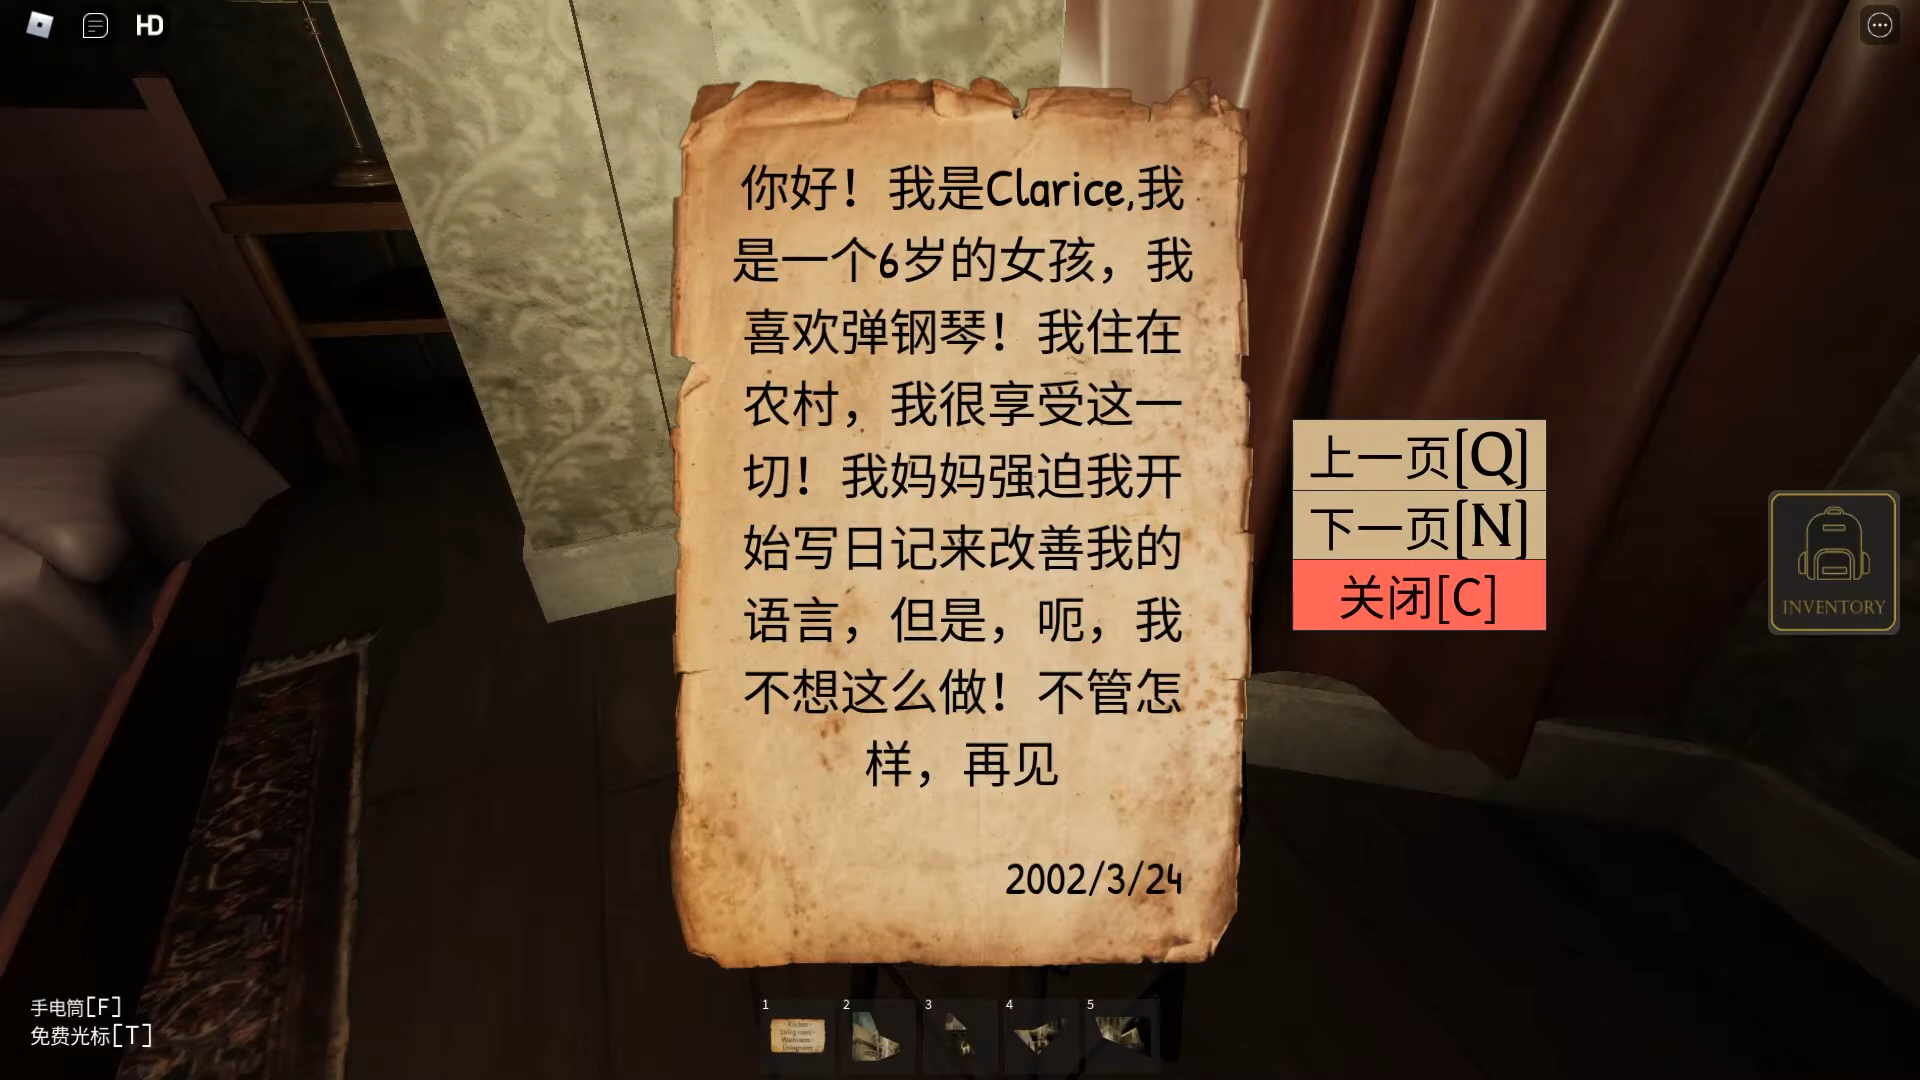 HD
你好！我是Clarice,我
是一个6岁的女孩，我
喜欢弹钢琴！我住在
农村，我很享受这一
切！我妈妈强迫我开
始写日记来改善我的
语言，但是，呃，我
不想这么做！不管怎
样，再见
2002/3/24
上一页[Q]
下一页[N]
关闭[C]
INVENTORY
手电筒[F]
免费光标[T]
1 2 3 4 5